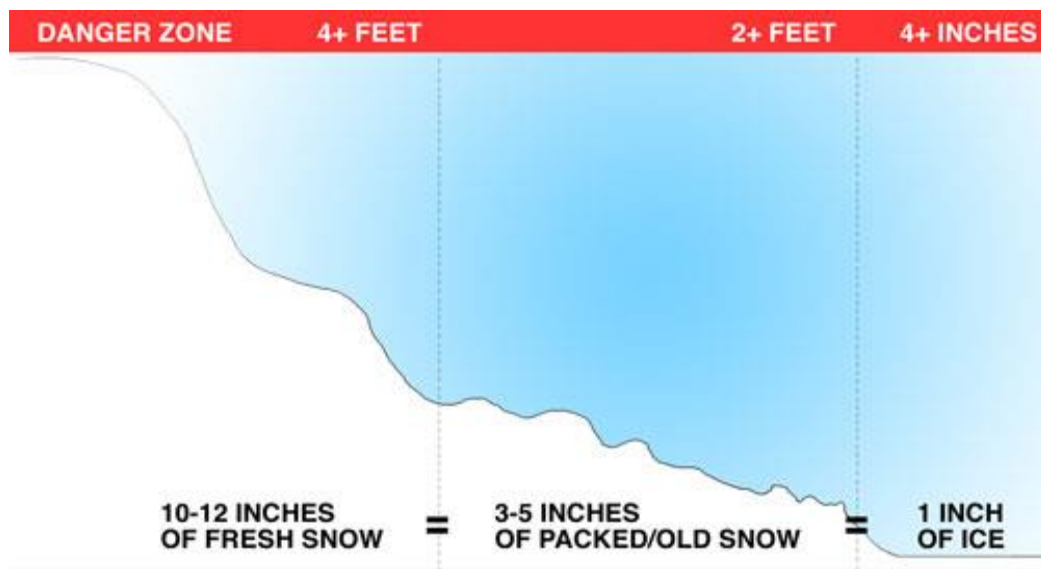 DANGER ZONE 4+ FEET 2+ FEET 4+ INCHES
10-12 INCHES
OF FRESH SNOW
=
3-5 INCHES
OF PACKED/OLD SNOW
=
1 INCH
OF ICE